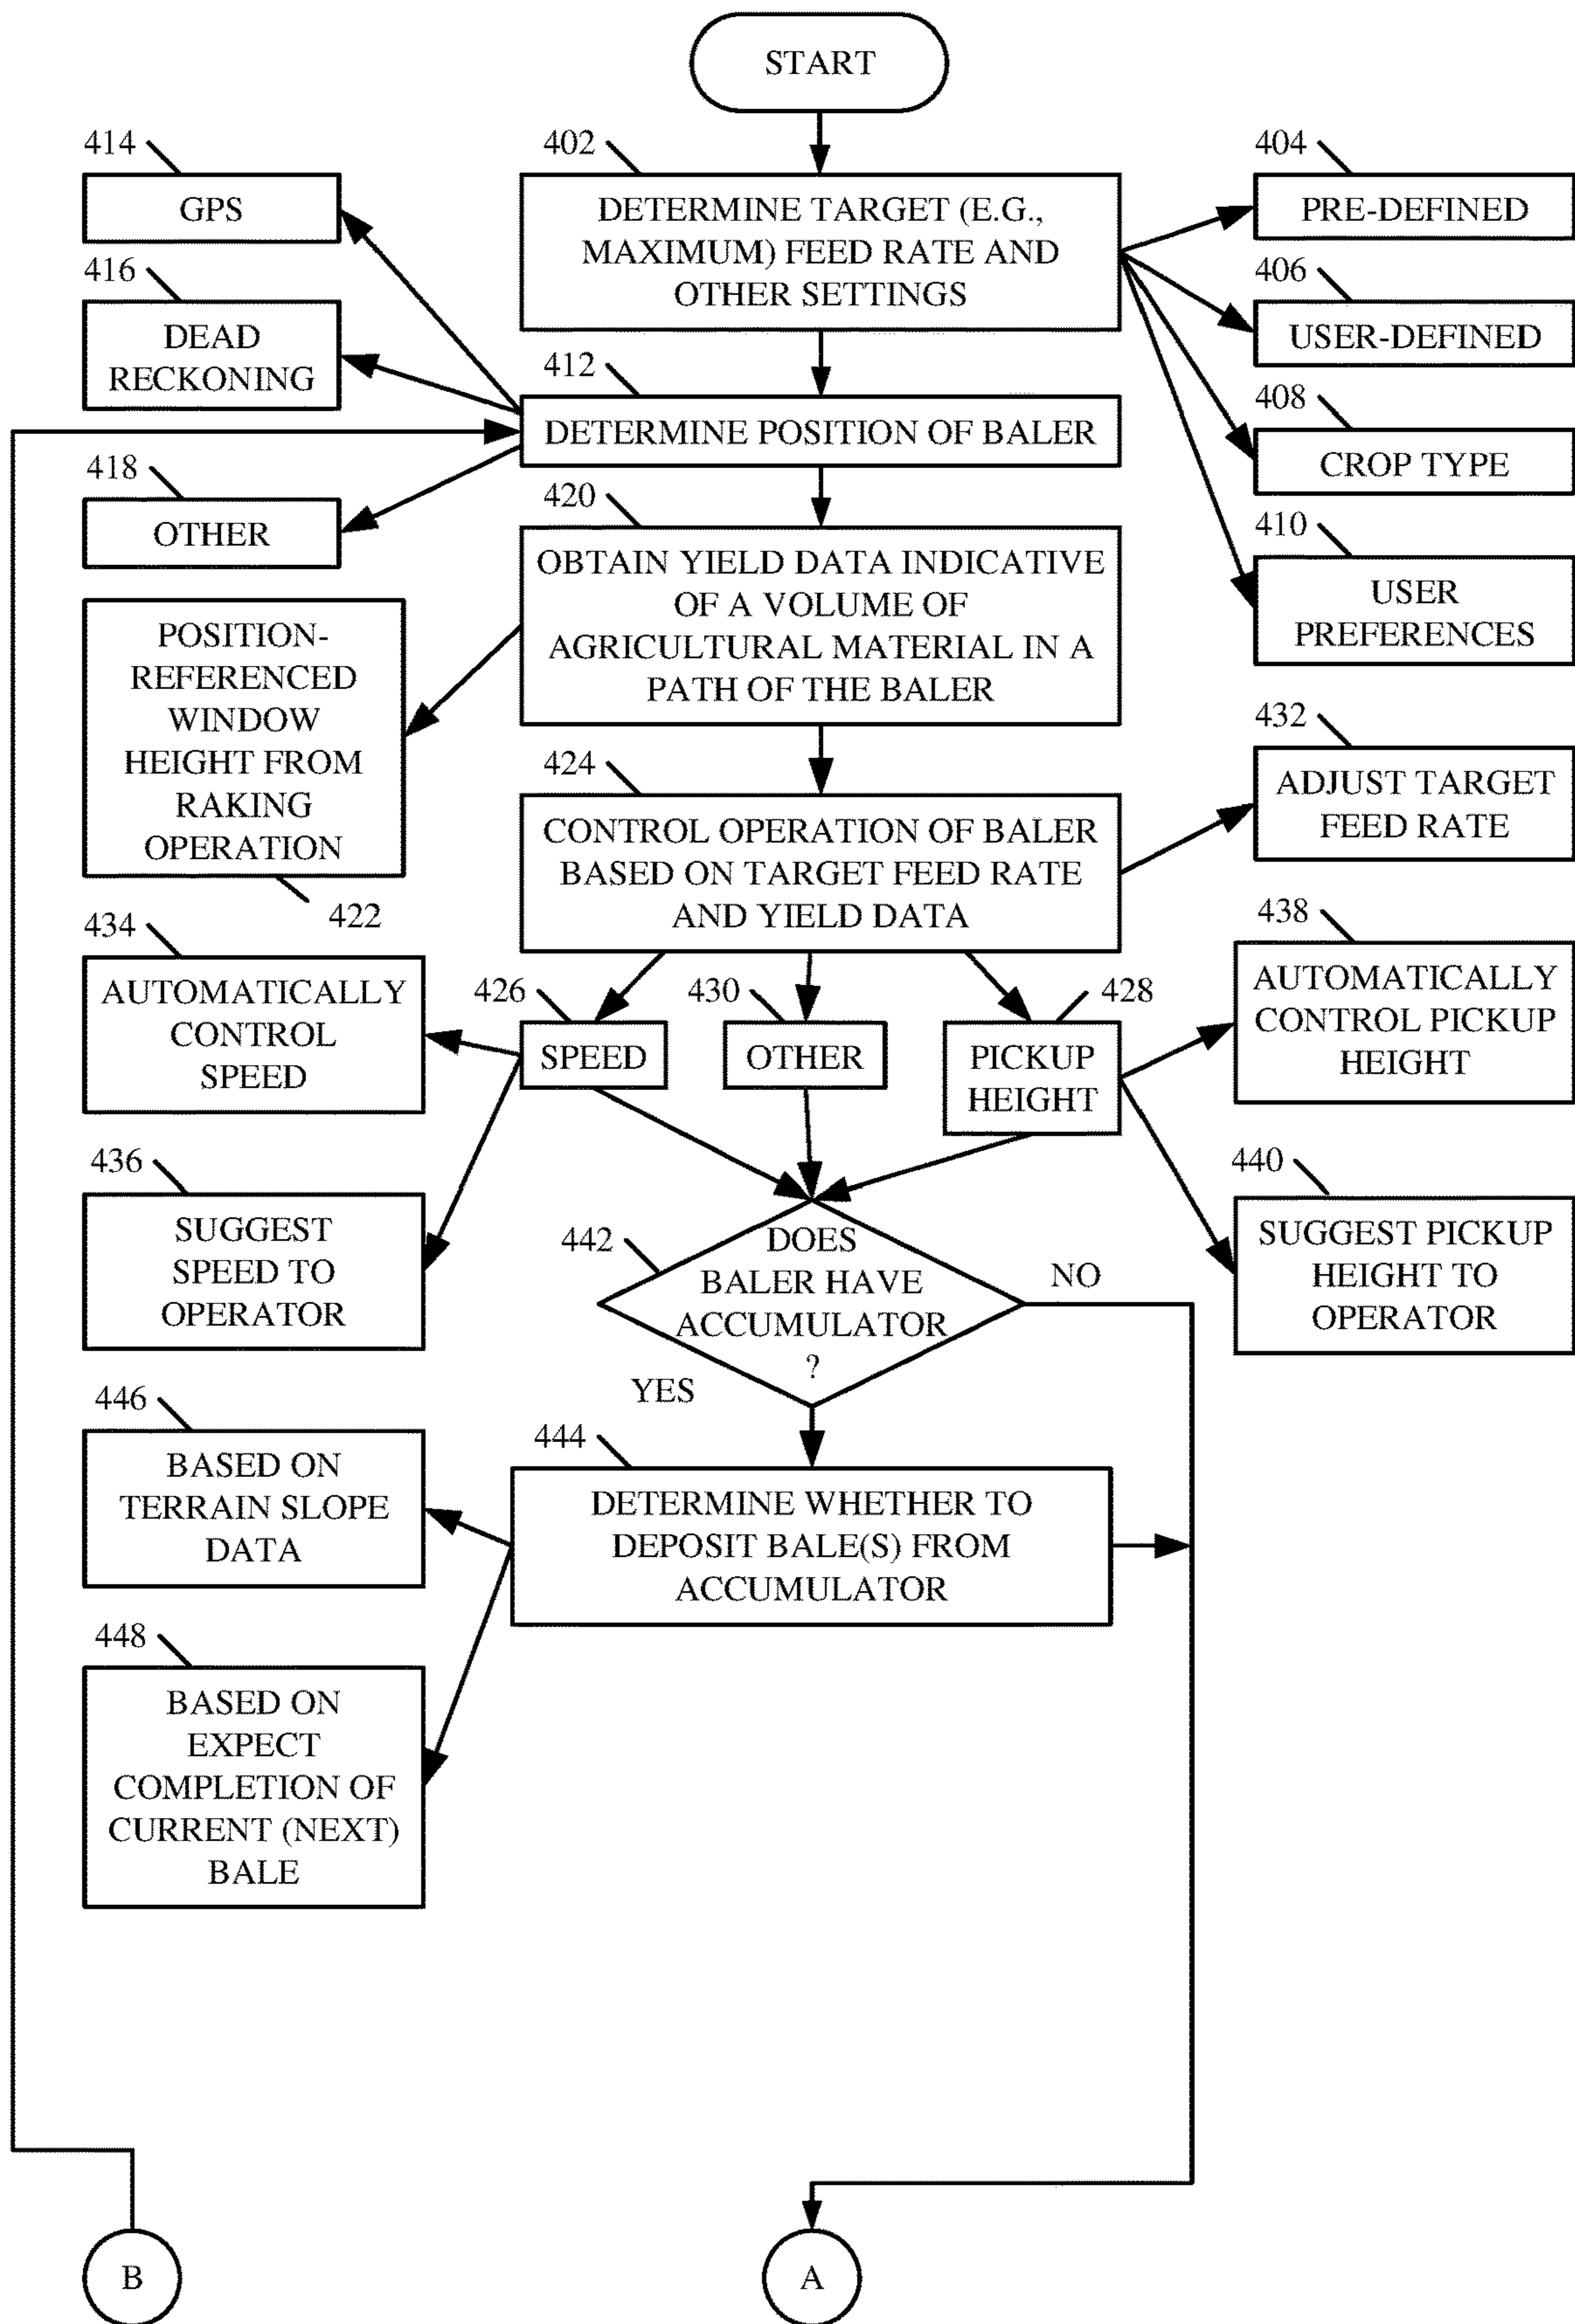 START
414
GPS
402
DETERMINE TARGET (E.G.,
MAXIMUM) FEED RATE AND
OTHER SETTINGS
404
PRE-DEFINED
416
DEAD
RECKONING
406
USER-DEFINED
412
DETERMINE POSITION OF BALER
408
CROP TYPE
418
OTHER
420
OBTAIN YIELD DATA INDICATIVE
OF A VOLUME OF
AGRICULTURAL MATERIAL IN A
PATH OF THE BALER
410
USER
PREFERENCES
POSITION-
REFERENCED
WINDOW
HEIGHT FROM
RAKING
OPERATION
422
424
CONTROL OPERATION OF BALER
BASED ON TARGET FEED RATE
AND YIELD DATA
432
ADJUST TARGET
FEED RATE
434
AUTOMATICALLY
CONTROL
SPEED
426
SPEED
430
OTHER
428
PICKUP
HEIGHT
438
AUTOMATICALLY
CONTROL PICKUP
HEIGHT
436
SUGGEST
SPEED TO
OPERATOR
442
DOES
BALER HAVE
ACCUMULATOR
?
NO
YES
440
SUGGEST PICKUP
HEIGHT TO
OPERATOR
446
BASED ON
TERRAIN SLOPE
DATA
444
DETERMINE WHETHER TO
DEPOSIT BALE(S) FROM
ACCUMULATOR
448
BASED ON
EXPECT
COMPLETION OF
CURRENT (NEXT)
BALE
B
A